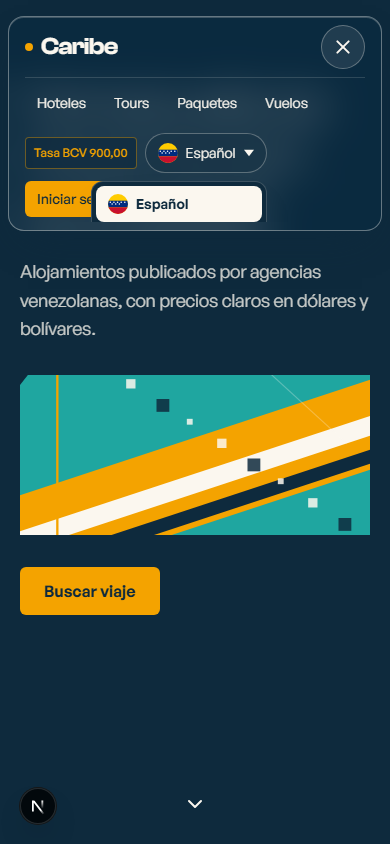 Caribe
Hoteles Tours Paquetes Vuelos
Tasa BCV 900,00 Español
Iniciar
Español
Alojamientos publicados por agencias
venezolanas, con precios claros en dólares y
bolívares.
Buscar viaje
N